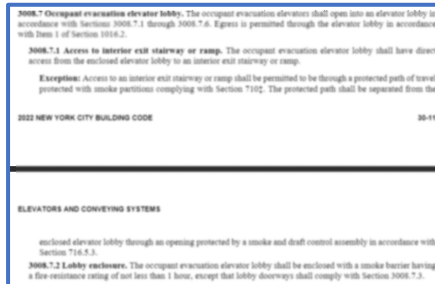 3008.7 Occupant evacuation elevator lobby. The occupant evacuation elevators shall open into an elevator lobby in
accordance with Sections 3008.7.1 through 3008.7.6. Egress is permitted through the elevator lobby in accordance
with Item 1 of Section 1016.2.
3008.7.1 Access to interior exit stairway or ramp. The occupant evacuation elevator lobby shall have direct
access from the enclosed elevator lobby to an interior exit stairway or ramp.
Exception: Access to an interior exit stairway or ramp shall be permitted to be through a protected path of travel
protected with smoke partitions complying with Section 710‡. The protected path shall be separated from the
2022 NEW YORK CITY BUILDING CODE 30-11
ELEVATORS AND CONVEYING SYSTEMS
enclosed elevator lobby through an opening protected by a smoke and draft control assembly in accordance with
Section 716.5.3.
3008.7.2 Lobby enclosure. The occupant evacuation elevator lobby shall be enclosed with a smoke barrier having
a fire-resistance rating of not less than 1 hour, except that lobby doorways shall comply with Section 3008.7.3.